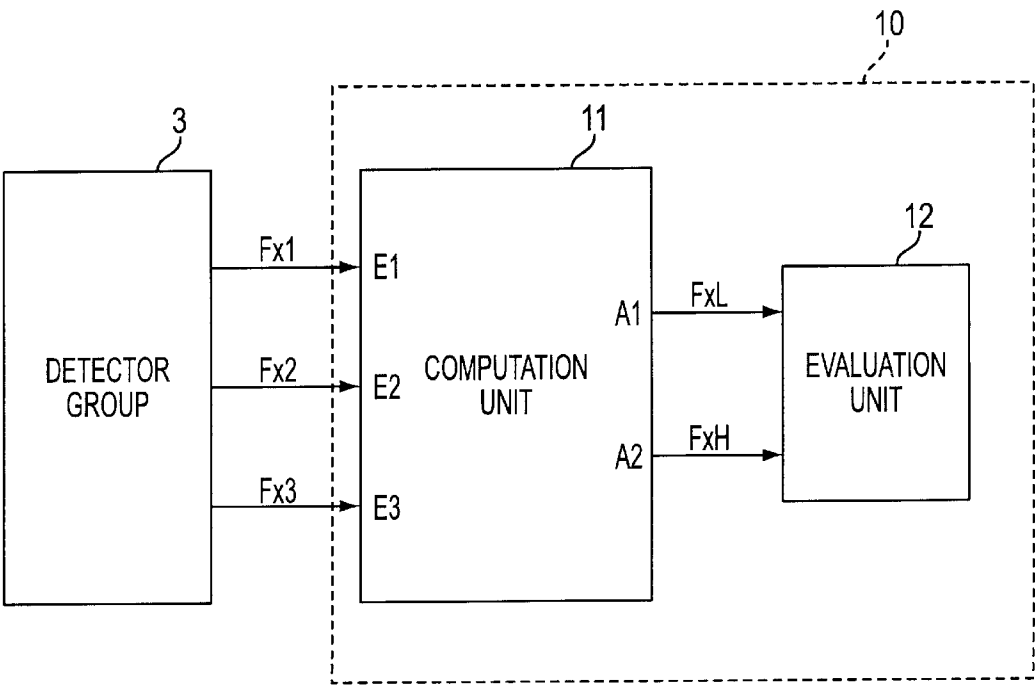 10
3
11
12
Fx1
E1
FxL
A1
DETECTOR
GROUP
Fx2
E2
COMPUTATION
UNIT
EVALUATION
UNIT
FxH
A2
Fx3
E3